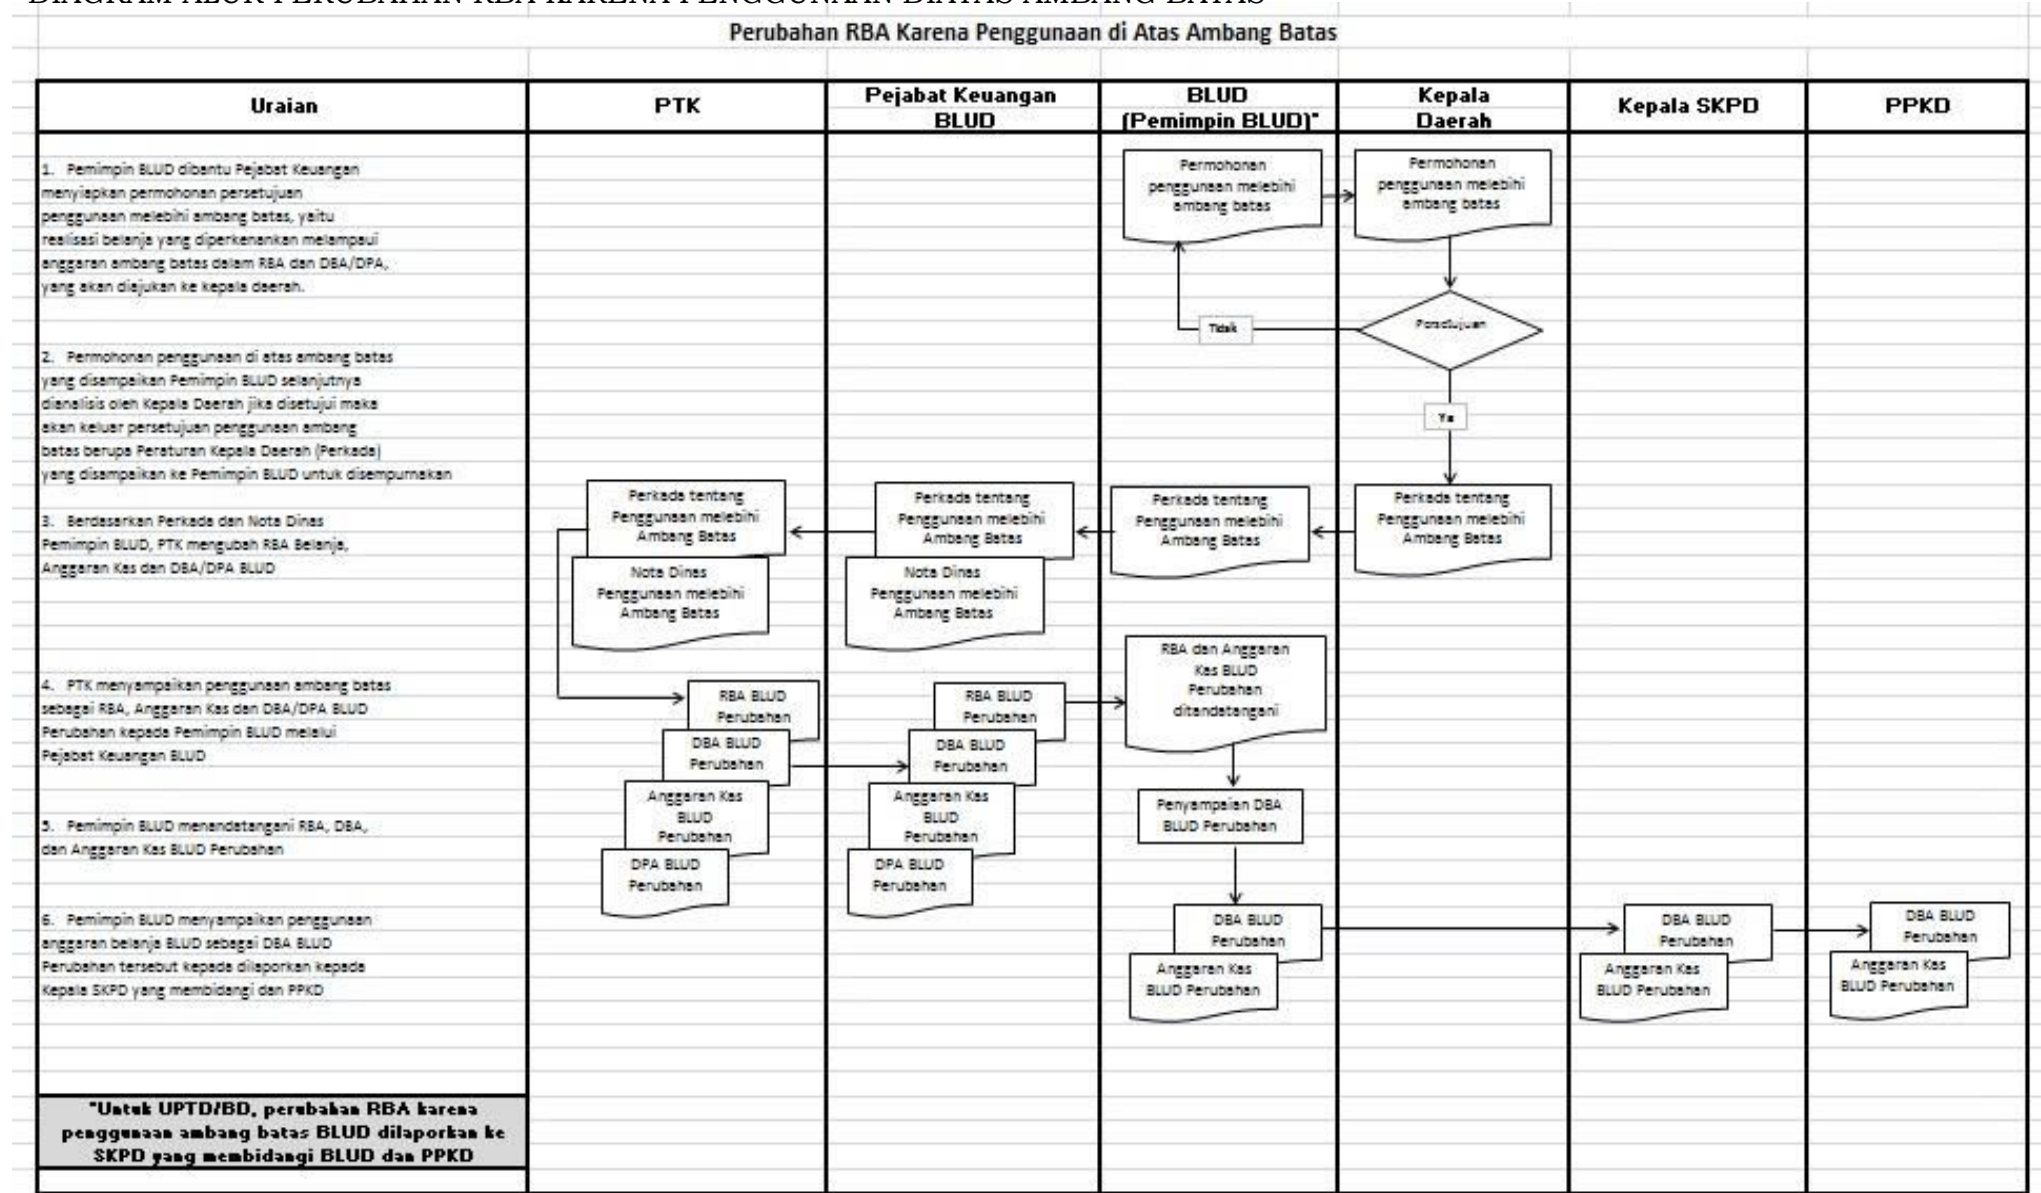 DIAGRAM ALUR PERUBAHAN RBA KARENA PENGGUNAAN DIATAS AMBANG BATAS
Perubahan RBA Karena Penggunaan di Atas Ambang Batas
Uraian
PTK
Pejabat Keuangan
BLUD
BLUD
(Pemimpin BLUD)*
Kepala
Daerah
Kepala SKPD
PPKD
1. Pemimpin BLUD dibantu Pejabat Keuangan
menyiapkan permohonan persetujuan
penggunaan melebihi ambang batas, yaitu
realisasi belanja yang diperkenankan melampaui
anggaran ambang batas dalam RBA dan DBA/DPA,
yang akan diajukan ke kepala daerah.
2. Permohonan penggunaan di atas ambang batas
yang disampaikan Pemimpin BLUD selanjutnya
dianalisis oleh Kepala Daerah jika disetujui maka
akan keluar persetujuan penggunaan ambang
batas berupa Peraturan Kepala Daerah (Perkada)
yang disampaikan ke Pemimpin BLUD untuk disempurnakan
3. Berdasarkan Perkada dan Nota Dinas
Pemimpin BLUD, PTK mengubah RBA Belanja,
Anggaran Kas dan DBA/DPA BLUD
4. PTK menyampaikan penggunaan ambang batas
sebagai RBA, Anggaran Kas dan DBA/DPA BLUD
Perubahan kepada Pemimpin BLUD melalui
Pejabat Keuangan BLUD
5. Pemimpin BLUD menandatangani RBA, DBA,
dan Anggaran Kas BLUD Perubahan
6. Pemimpin BLUD menyampaikan penggunaan
anggaran belanja BLUD sebagai DBA BLUD
Perubahan tersebut kepada dilaporkan kepada
Kepala SKPD yang membidangi dan PPKD
*Untuk UPTD/BD, perubahan RBA karena
penggunaan ambang batas BLUD dilaporkan ke
SKPD yang membidangi BLUD dan PPKD
Permohonan
penggunaan melebihi
ambang batas
Permohonan
penggunaan melebihi
ambang batas
Persetujuan
Tidak
Ya
Perkada tentang
Penggunaan melebihi
Ambang Batas
Perkada tentang
Penggunaan melebihi
Ambang Batas
Perkada tentang
Penggunaan melebihi
Ambang Batas
Perkada tentang
Penggunaan melebihi
Ambang Batas
Nota Dinas
Penggunaan melebihi
Ambang Batas
Nota Dinas
Penggunaan melebihi
Ambang Batas
RBA BLUD
Perubahan
DBA BLUD
Perubahan
Anggaran Kas
BLUD
Perubahan
DPA BLUD
Perubahan
RBA BLUD
Perubahan
DBA BLUD
Perubahan
Anggaran Kas
BLUD
Perubahan
DPA BLUD
Perubahan
RBA dan Anggaran
Kas BLUD
Perubahan
ditandatangani
Penyampaian DBA
BLUD Perubahan
DBA BLUD
Perubahan
Anggaran Kas
BLUD Perubahan
DBA BLUD
Perubahan
Anggaran Kas
BLUD Perubahan
DBA BLUD
Perubahan
Anggaran Kas
BLUD Perubahan